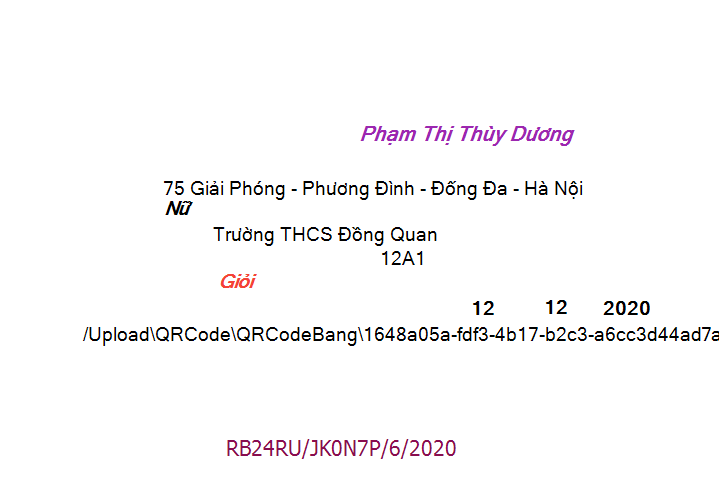 Phạm Thị Thùy Dương
75 Giải Phóng - Phương Đình - Đống Đa - Hà Nội
Nữ
Trường THCS Đồng Quan
12A1
Giỏi
12 12 2020
/Upload\QRCode\QRCodeBang\1648a05a-fdf3-4b17-b2c3-a6cc3d44ad7a
RB24RU/JK0N7P/6/2020